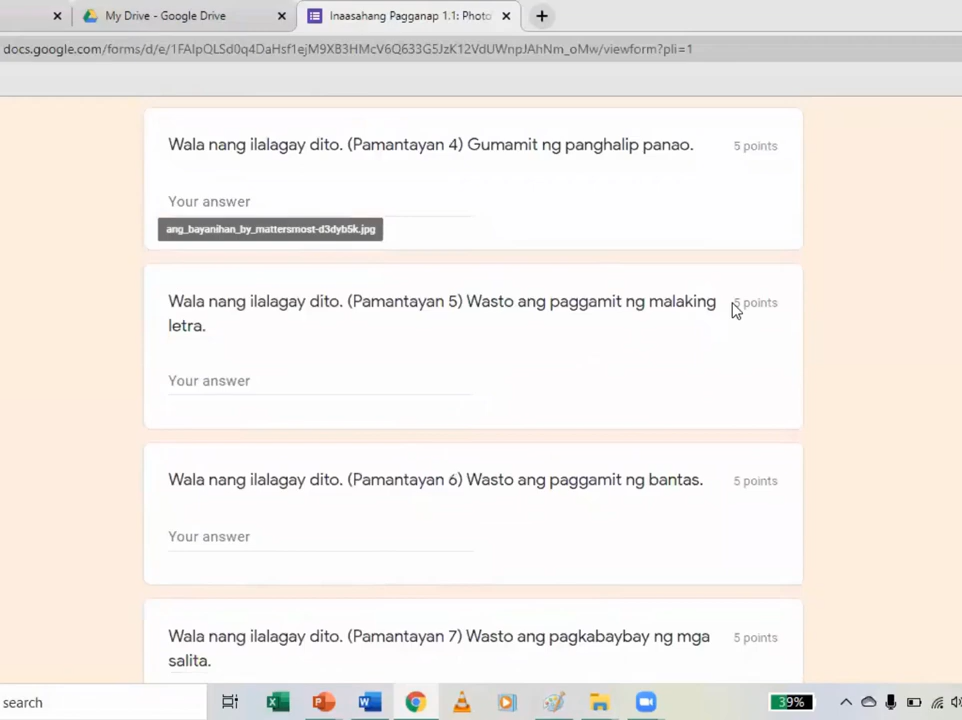 My Drive - Google Drive
Inaasahang Pagganap 1.1: Photo
docs.google.com/forms/d/e/1FAIpQLSd0q4DaHsf1ejM9XB3HMcV6Q633G5JzK12VdUWnpJAhNm_oMw/viewform?pli=1
Wala nang ilalagay dito. (Pamantayan 4) Gumamit ng panghalip panao. 5 points
Your answer
ang_bayanihan_by_mattersmost-d3dyb5k.jpg
Wala nang ilalagay dito. (Pamantayan 5) Wasto ang paggamit ng malaking 5 points
letra.
Your answer
Wala nang ilalagay dito. (Pamantayan 6) Wasto ang paggamit ng bantas. 5 points
Your answer
Wala nang ilalagay dito. (Pamantayan 7) Wasto ang pagkabaybay ng mga 5 points
salita.
search
39%